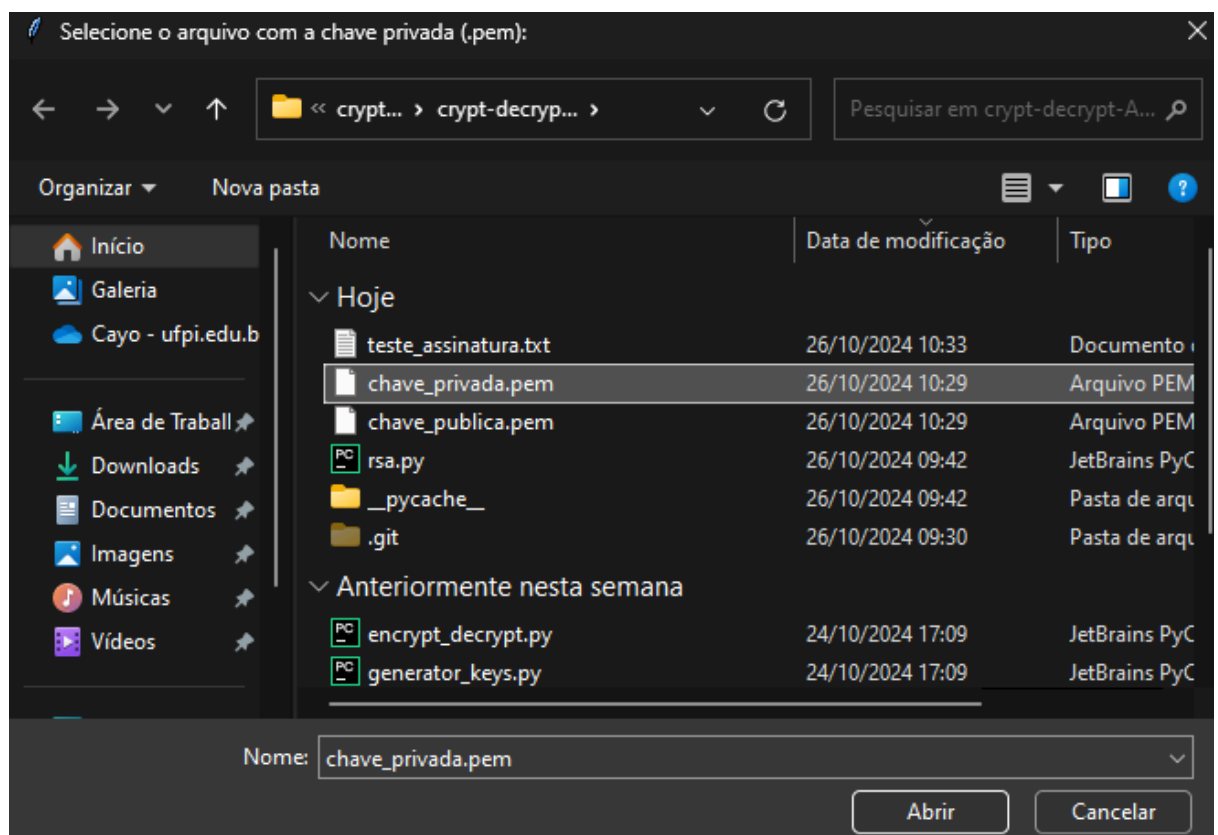 Selecione o arquivo com a chave privada (.pem):
« crypt... › crypt-decryp... ›
Pesquisar em crypt-decrypt-A...
Organizar
Nova pasta
Início
Galeria
Cayo - ufpi.edu.b
Área de Traball
Downloads
Documentos
Imagens
Músicas
Vídeos
Nome Data de modificação Tipo
Hoje
teste_assinatura.txt 26/10/2024 10:33 Documento
chave_privada.pem 26/10/2024 10:29 Arquivo PEM
chave_publica.pem 26/10/2024 10:29 Arquivo PEM
PC rsa.py 26/10/2024 09:42 JetBrains PyC
__pycache__ 26/10/2024 09:42 Pasta de arqu
.git 26/10/2024 09:30 Pasta de arqu
Anteriormente nesta semana
PC encrypt_decrypt.py 24/10/2024 17:09 JetBrains PyC
PC generator_keys.py 24/10/2024 17:09 JetBrains PyC
Nome: chave_privada.pem
Abrir Cancelar